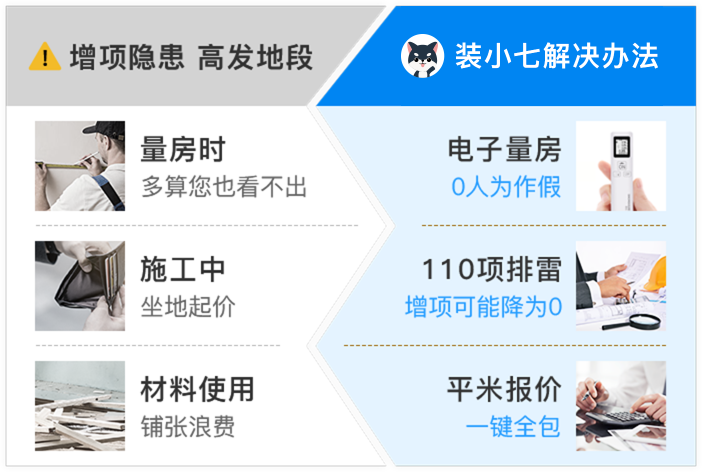 增项隐患 高发地段
装小七解决办法
量房时
多算您也看不出
电子量房
0人为作假
施工中
坐地起价
110项排雷
增项可能降为0
材料使用
铺张浪费
平米报价
一键全包